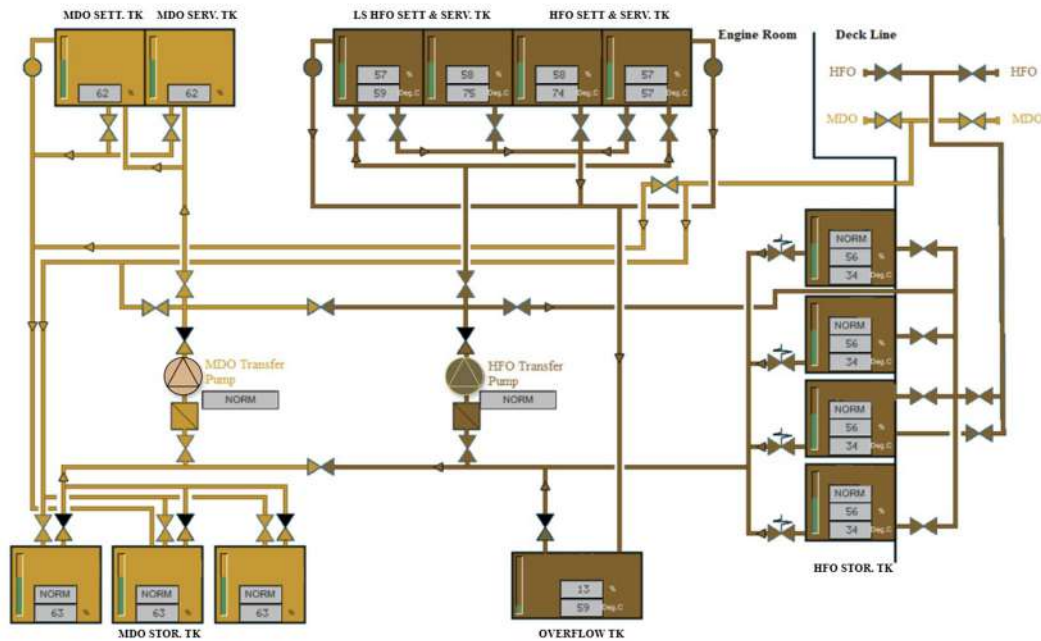 MDO SETT. TK MDO SERV. TK LS HFO SETT & SERV. TK HFO SETT & SERV. TK
Engine Room Deck Line
HFO HFO
MDO MDO
62 % 62 %
57 % 58 % 58 % 57 %
59 Deg.C 75 Deg.C 74 Deg.C 57 Deg.C
NORM
56 %
34 Deg.C
NORM
56 %
34 Deg.C
MDO Transfer
Pump
NORM
HFO Transfer
Pump
NORM
NORM
56 %
34 Deg.C
NORM
56 %
34 Deg.C
HFO STOR. TK
NORM NORM NORM
63 % 63 % 63 %
MDO STOR. TK
13 %
59 Deg.C
OVERFLOW TK